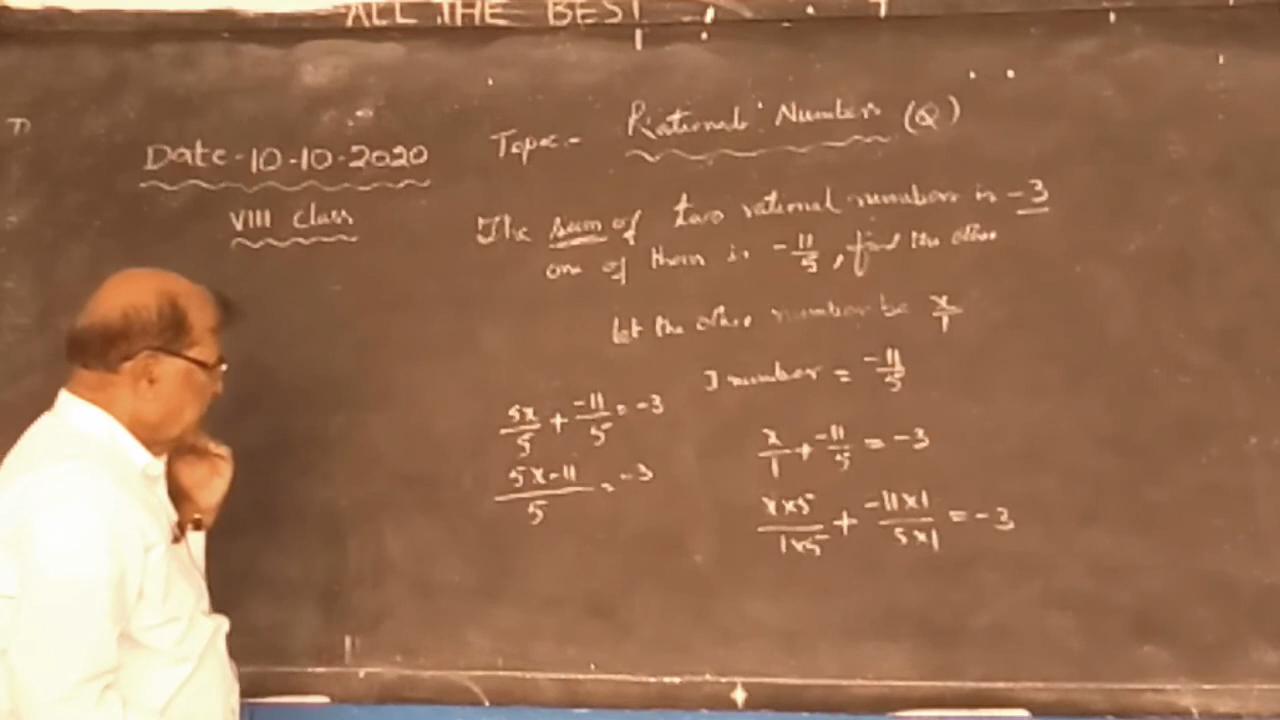 ALL THE BEST
Date-10-10-2020
VIII class
Topic:- Rational Numbers (Q)
The sum of two rational numbers is -3
one of them is -11/5, find the other
let the other number be x/1
I number = -11/5
x/1 + -11/5 = -3
x×5/1×5 + -11×1/5×1 = -3
5x/5 + -11/5 = -3
5x-11/5 = -3